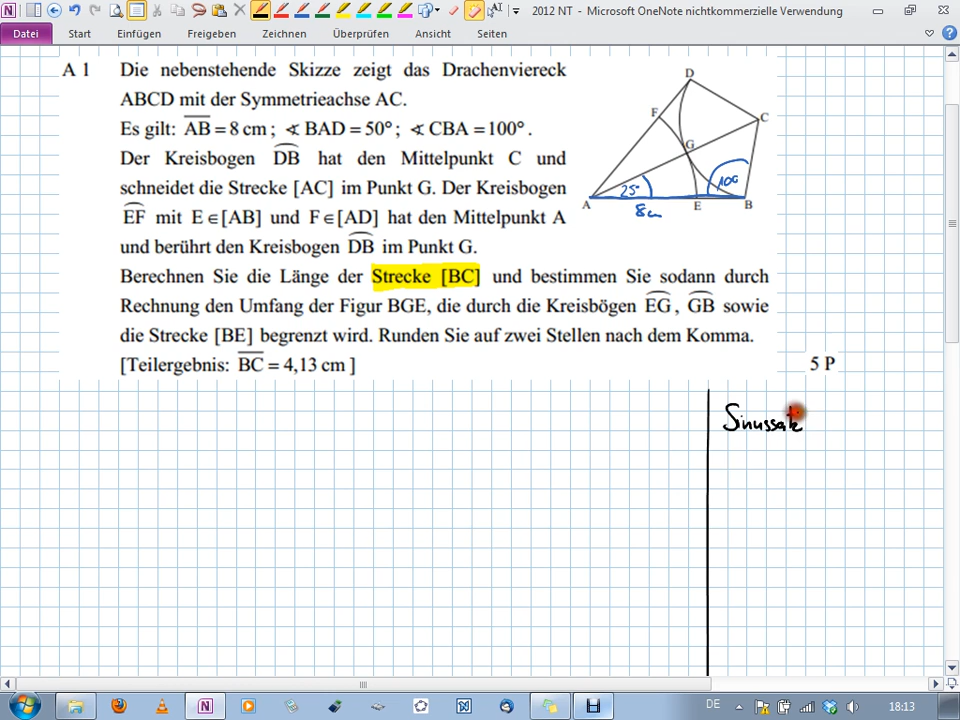 2012 NT - Microsoft OneNote nichtkommerzielle Verwendung
Datei Start Einfügen Freigeben Zeichnen Überprüfen Ansicht Seiten
A 1 Die nebenstehende Skizze zeigt das Drachenviereck
ABCD mit der Symmetrieachse AC.
Es gilt: AB = 8 cm ; ∢ BAD = 50° ; ∢ CBA = 100° .
Der Kreisbogen DB hat den Mittelpunkt C und
schneidet die Strecke [AC] im Punkt G. Der Kreisbogen
EF mit E ∈ [AB] und F ∈ [AD] hat den Mittelpunkt A
und berührt den Kreisbogen DB im Punkt G.
Berechnen Sie die Länge der Strecke [BC] und bestimmen Sie sodann durch
Rechnung den Umfang der Figur BGE, die durch die Kreisbögen EG , GB sowie
die Strecke [BE] begrenzt wird. Runden Sie auf zwei Stellen nach dem Komma.
[Teilergebnis: BC = 4,13 cm ]
5 P
D
F
C
G
25°
100
A
E
B
8cm
Sinussatz
DE
18:13